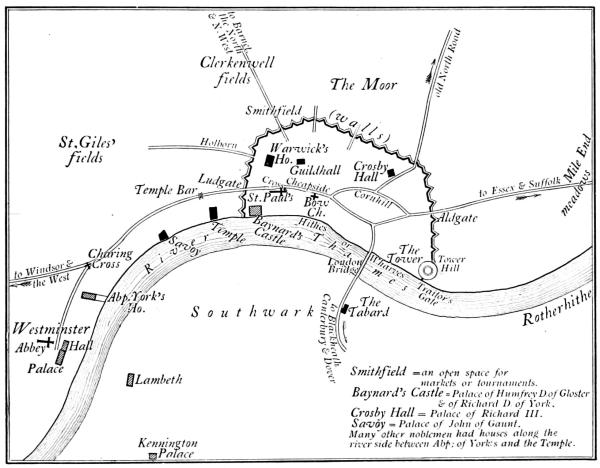 to Barnet
the North
& N. West
Clerkenwell
fields
The Moor
old North Road
Smithfield
(walls)
St. Giles'
fields
Holborn
Warwick's
Ho.
Guildhall
Crosby
Hall
Mile End
meadows
Ludgate
Cross
Cheapside
Temple Bar
St. Paul's
Bow
Ch.
Cornhill
to Essex & Suffolk
Aldgate
Baynard's
Castle
Hithes or
Wharves
Temple
Savoy
River Thames
Charing
Cross
to Windsor &
the West
London
Bridge
The
Tower
Tower
Hill
Traitor's
Gate
Abp. York's
Ho.
Southwark
The
Tabard
Rotherhithe
to Blackheath
Canterbury & Dover
Westminster
Abbey
Hall
Palace
Lambeth
Kennington
Palace
Smithfield = an open space for
markets or tournaments.
Baynard's Castle = Palace of Humfrey D. of Gloster
& of Richard D. of York.
Crosby Hall = Palace of Richard III.
Savoy = Palace of John of Gaunt.
Many other noblemen had houses along the
river side between Abp: of York's and the Temple.